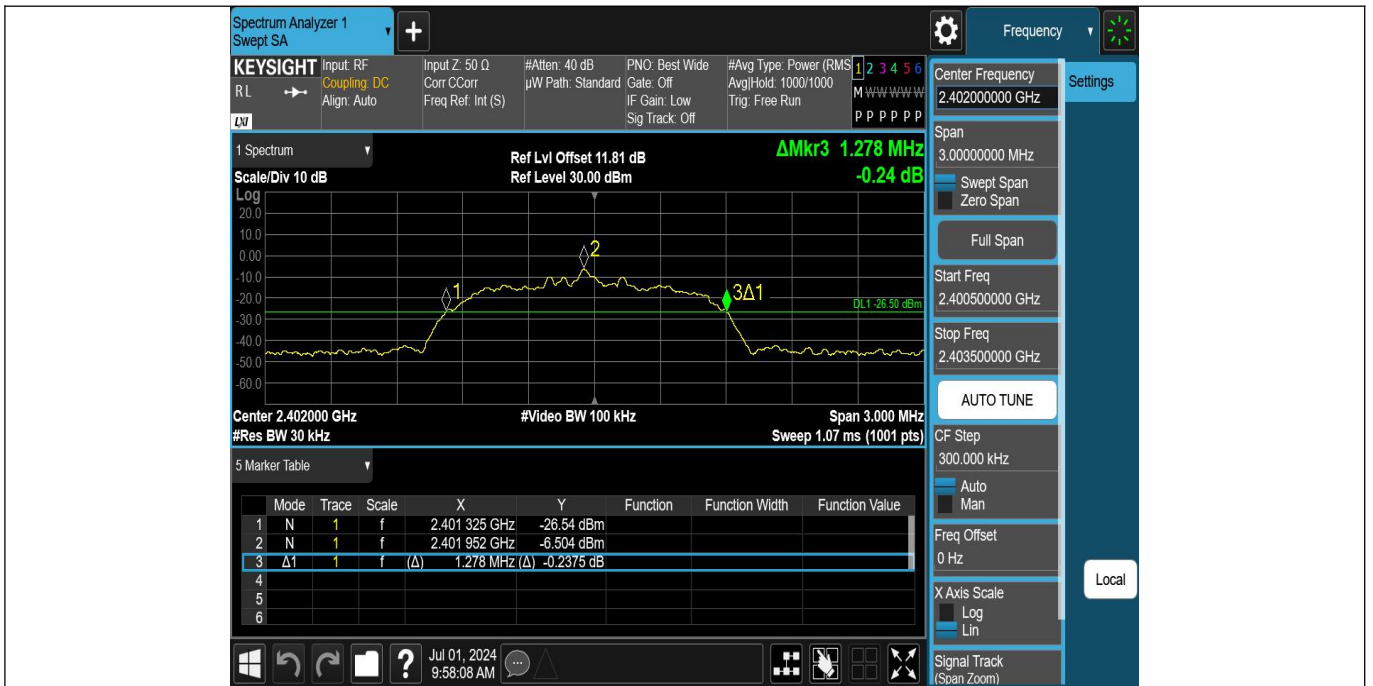 Spectrum Analyzer 1
Swept SA
+
Frequency
KEYSIGHT
RL
LXI
Input: RF
Coupling: DC
Align: Auto
Input Z: 50 Ω
Corr CCorr
Freq Ref: Int (S)
#Atten: 40 dB
µW Path: Standard
PNO: Best Wide
Gate: Off
IF Gain: Low
Sig Track: Off
#Avg Type: Power (RMS
Avg|Hold: 1000/1000
Trig: Free Run
1 2 3 4 5 6
M W W W W W
P P P P P P
1 Spectrum
Scale/Div 10 dB
Ref Lvl Offset 11.81 dB
Ref Level 30.00 dBm
ΔMkr3 1.278 MHz
-0.24 dB
Log
20.0
10.0
0.00
-10.0
-20.0
-30.0
-40.0
-50.0
-60.0
1
2
3Δ1
DL1 -26.50 dBm
Center 2.402000 GHz
#Video BW 100 kHz
Span 3.000 MHz
#Res BW 30 kHz
Sweep 1.07 ms (1001 pts)
5 Marker Table
Mode Trace Scale X Y Function Function Width Function Value
1 N 1 f 2.401 325 GHz -26.54 dBm
2 N 1 f 2.401 952 GHz -6.504 dBm
3 Δ1 1 f (Δ) 1.278 MHz (Δ) -0.2375 dB
4
5
6
?
Jul 01, 2024
9:58:08 AM
Center Frequency
2.402000000 GHz
Settings
Span
3.00000000 MHz
Swept Span
Zero Span
Full Span
Start Freq
2.400500000 GHz
Stop Freq
2.403500000 GHz
AUTO TUNE
CF Step
300.000 kHz
Auto
Man
Freq Offset
0 Hz
Local
X Axis Scale
Log
Lin
Signal Track
(Span Zoom)